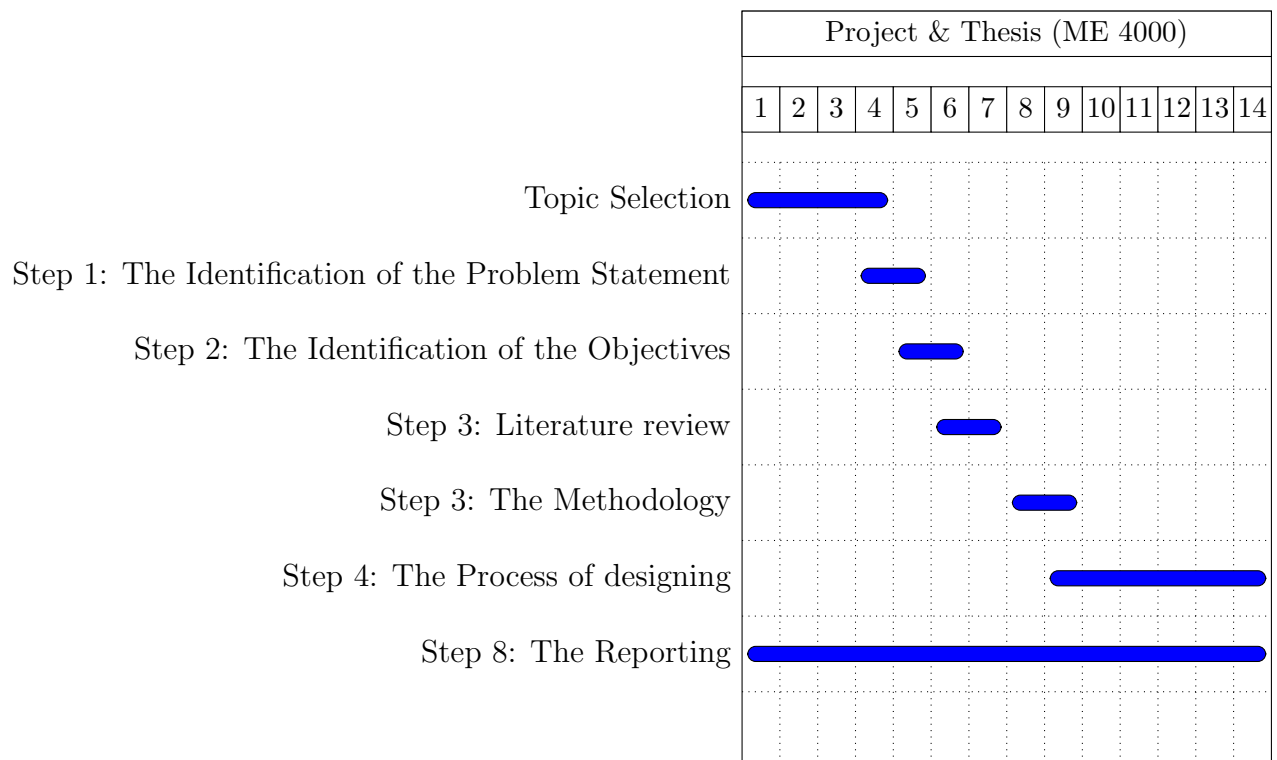 Project & Thesis (ME 4000)
1 2 3 4 5 6 7 8 9 10 11 12 13 14
Topic Selection
Step 1: The Identification of the Problem Statement
Step 2: The Identification of the Objectives
Step 3: Literature review
Step 3: The Methodology
Step 4: The Process of designing
Step 8: The Reporting